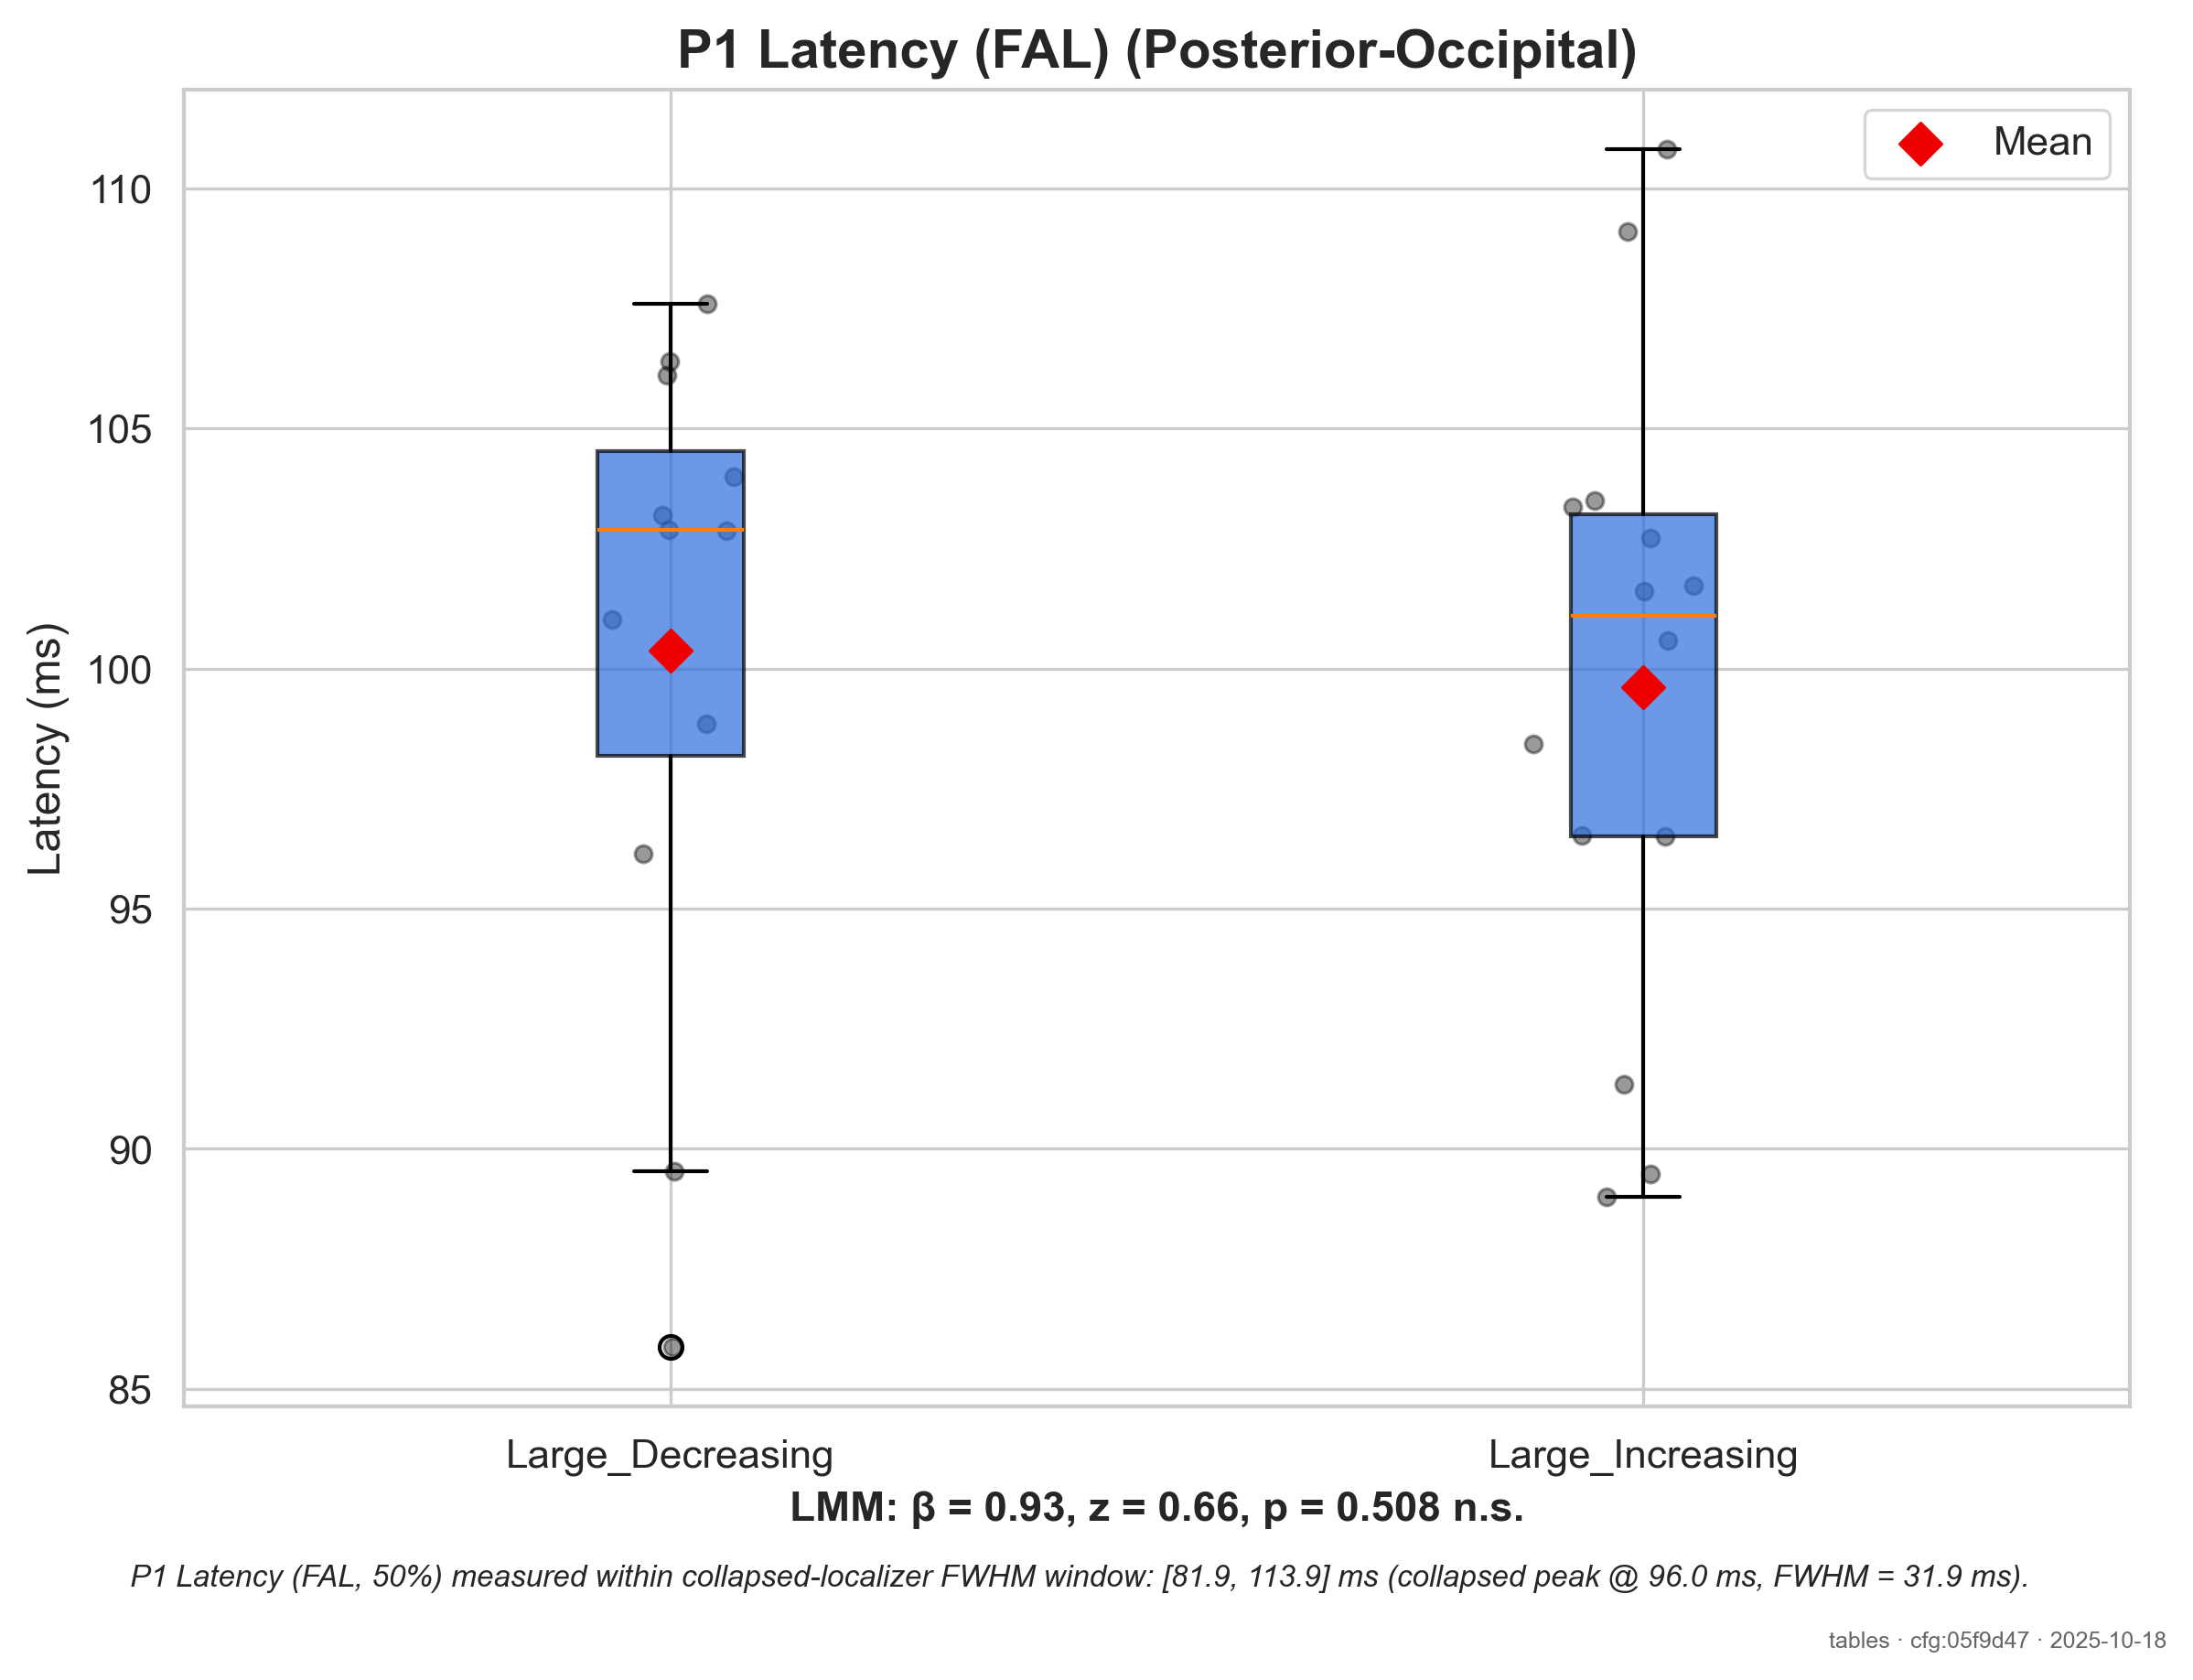 P1 Latency (FAL) (Posterior-Occipital)
Mean
110
105
100
95
90
85
Latency (ms)
Large_Decreasing
Large_Increasing
LMM: β = 0.93, z = 0.66, p = 0.508 n.s.
P1 Latency (FAL, 50%) measured within collapsed-localizer FWHM window: [81.9, 113.9] ms (collapsed peak @ 96.0 ms, FWHM = 31.9 ms).
tables · cfg:05f9d47 · 2025-10-18